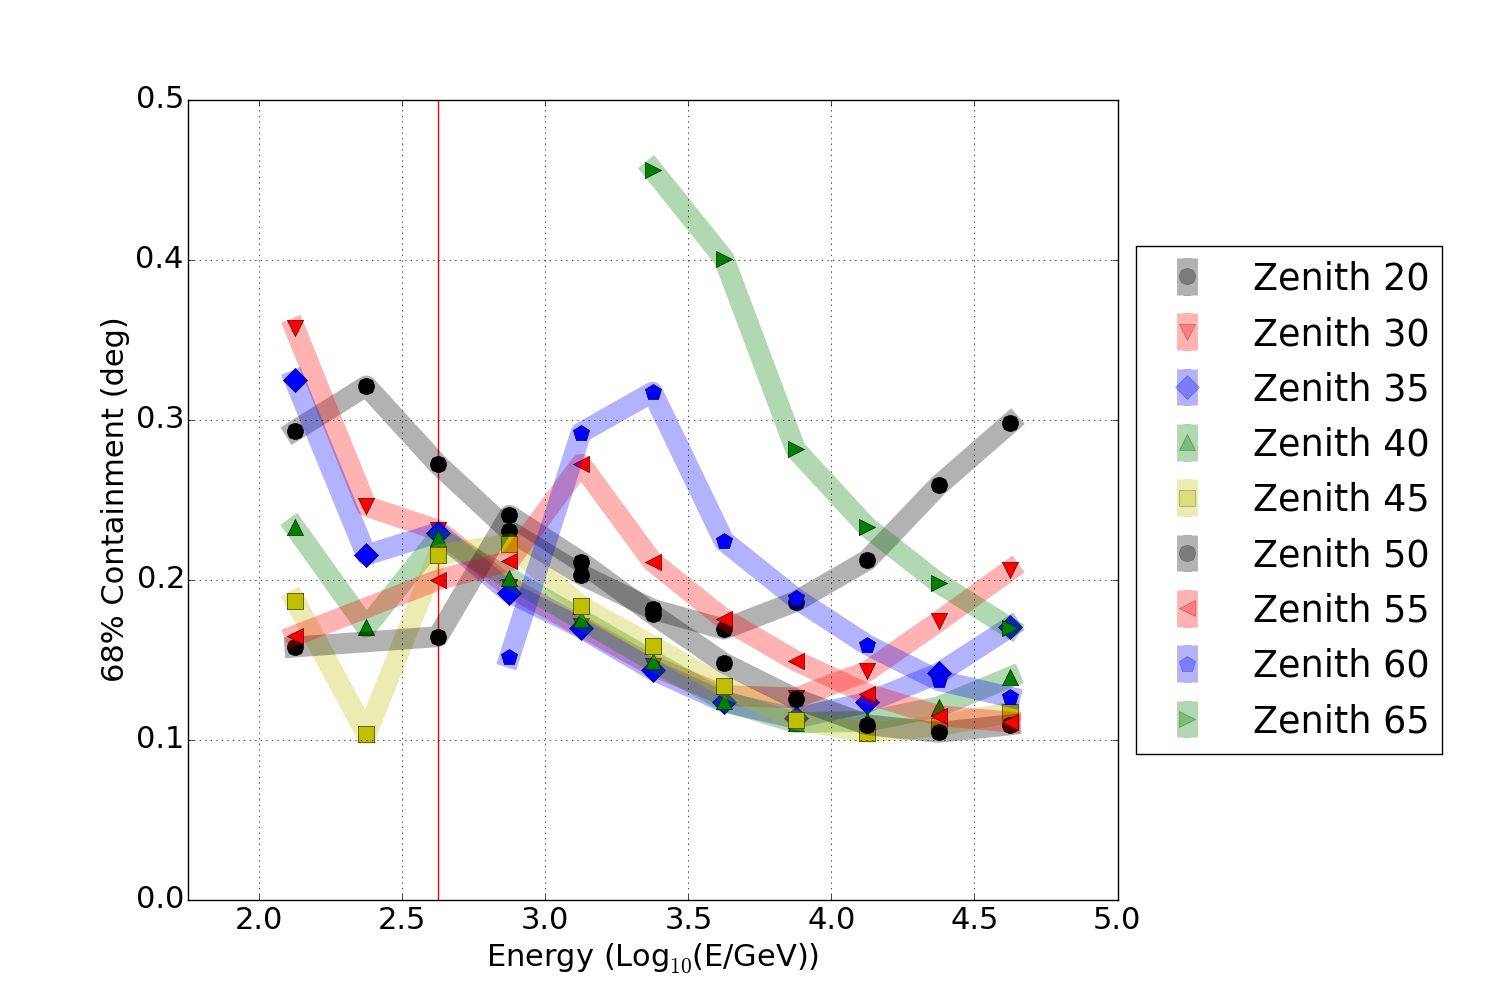 0.5
0.4
0.3
0.2
0.1
0.0
68% Containment (deg)
2.0 2.5 3.0 3.5 4.0 4.5 5.0
Energy (Log₁₀(E/GeV))
Zenith 20
Zenith 30
Zenith 35
Zenith 40
Zenith 45
Zenith 50
Zenith 55
Zenith 60
Zenith 65